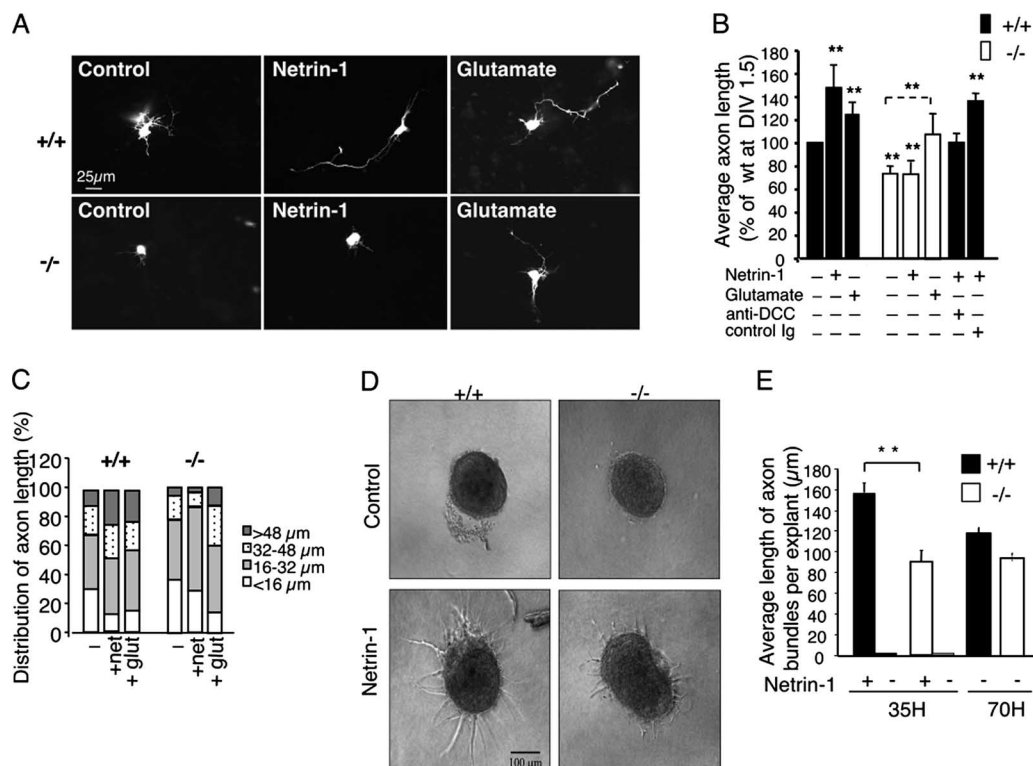 A
Control
Netrin-1
Glutamate
+/+
25µm
Control
Netrin-1
Glutamate
-/-
B
+/+
-/-
Average axon length
(% of wt at DIV 1.5)
180
160
140
120
100
80
60
40
20
0
**
**
**
**
**
**
Netrin-1 – + – – + – + +
Glutamate – – + – – + – –
anti-DCC – – – – – – + –
control Ig – – – – – – – +
C
Distribution of axon length (%)
120
100
80
60
40
20
0
+/+
-/-
–
+net
+glut
–
+net
+glut
>48 µm
32-48 µm
16-32 µm
<16 µm
D
+/+
-/-
Control
Netrin-1
100 µm
E
Average length of axon
bundles per explant (µm)
180
160
140
120
100
80
60
40
20
0
**
+/+
-/-
Netrin-1 + - + - - -
35H
70H